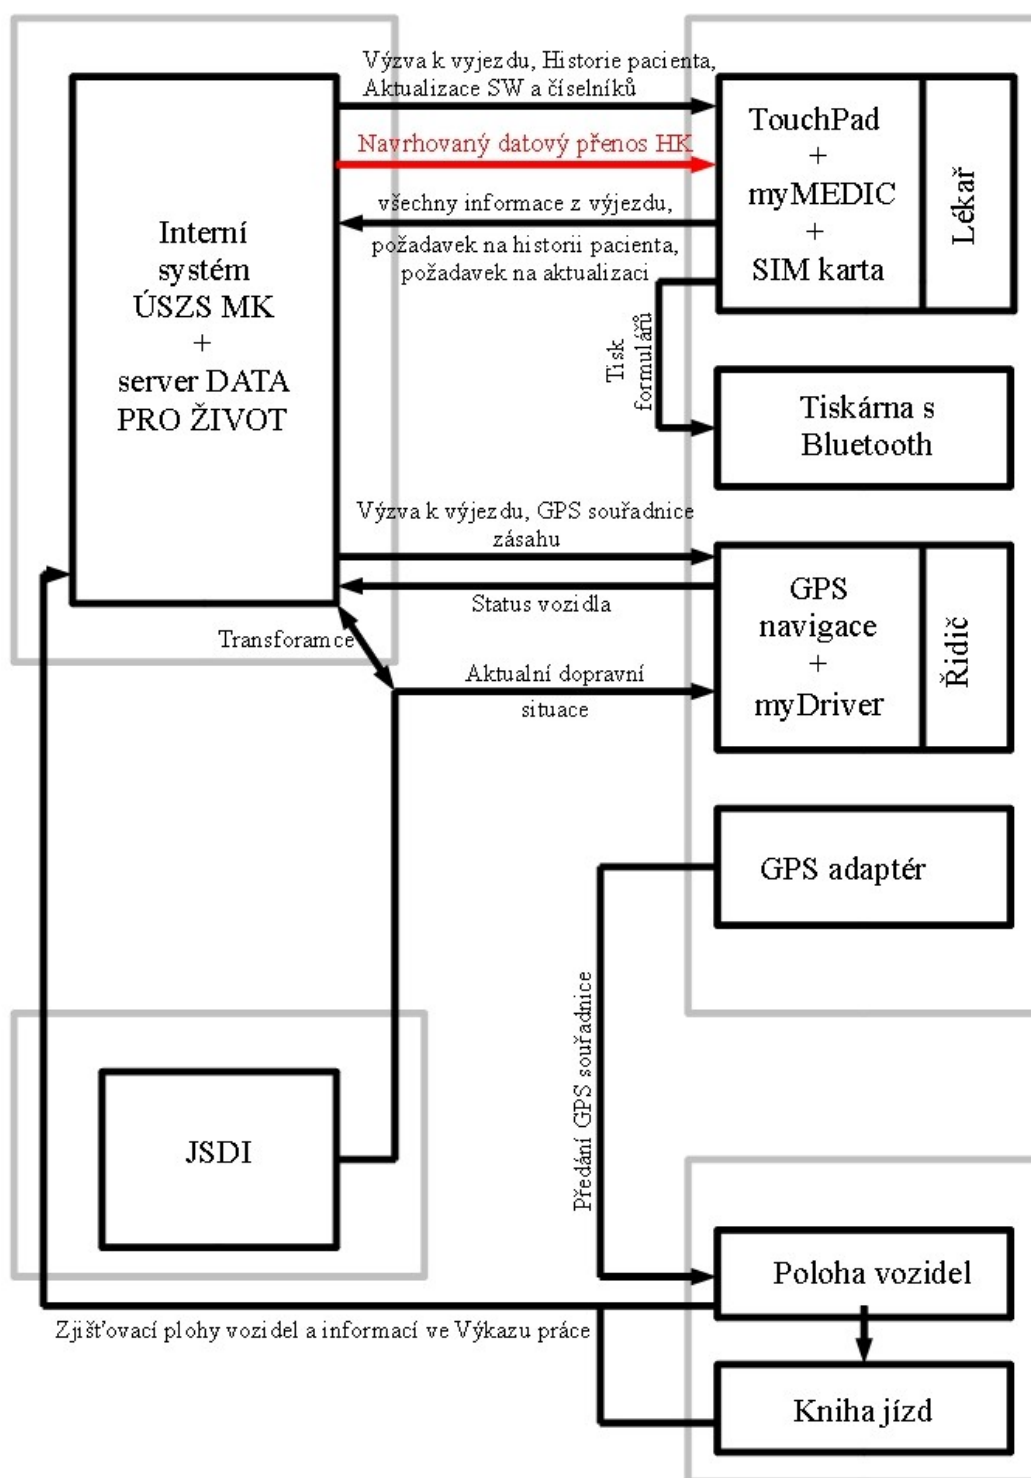 Výzva k vyjezdu, Historie pacienta,
Aktualizace SW a číselníků
Navrhovaný datový přenos HK
všechny informace z výjezdu,
požadavek na historii pacienta,
požadavek na aktualizaci
Interní
systém
ÚSZS MK
+
server DATA
PRO ŽIVOT
TouchPad
+
myMEDIC
+
SIM karta
Lékař
Tisk
formulářů
Tiskárna s
Bluetooth
Výzva k výjezdu, GPS souřadnice
zásahu
Status vozidla
Transforamce
Aktualní dopravní
situace
GPS
navigace
+
myDriver
Řidič
GPS adaptér
Předání GPS souřadnice
JSDI
Poloha vozidel
Zjišťovací plohy vozidel a informací ve Výkazu práce
Kniha jízd